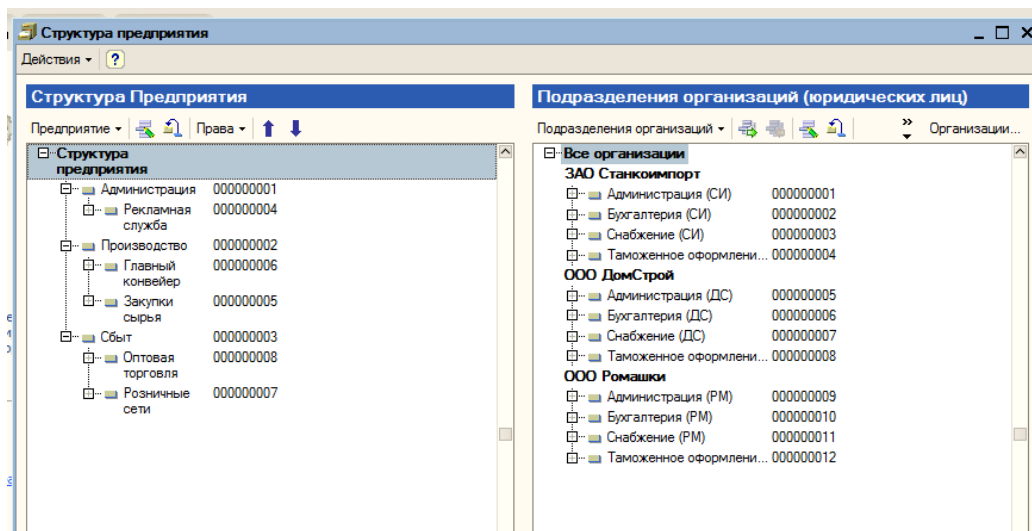 Структура предприятия
Действия
?
Структура Предприятия
Предприятие
Права
Структура
предприятия
Администрация 000000001
Рекламная 000000004
служба
Производство 000000002
Главный 000000006
конвейер
Закупки 000000005
сырья
Сбыт 000000003
Оптовая 000000008
торговля
Розничные 000000007
сети
Подразделения организаций (юридических лиц)
Подразделения организаций
» Организации...
Все организации
ЗАО Станкоимпорт
Администрация (СИ) 000000001
Бухгалтерия (СИ) 000000002
Снабжение (СИ) 000000003
Таможенное оформлени... 000000004
ООО ДомСтрой
Администрация (ДС) 000000005
Бухгалтерия (ДС) 000000006
Снабжение (ДС) 000000007
Таможенное оформлени... 000000008
ООО Ромашки
Администрация (РМ) 000000009
Бухгалтерия (РМ) 000000010
Снабжение (РМ) 000000011
Таможенное оформлени... 000000012